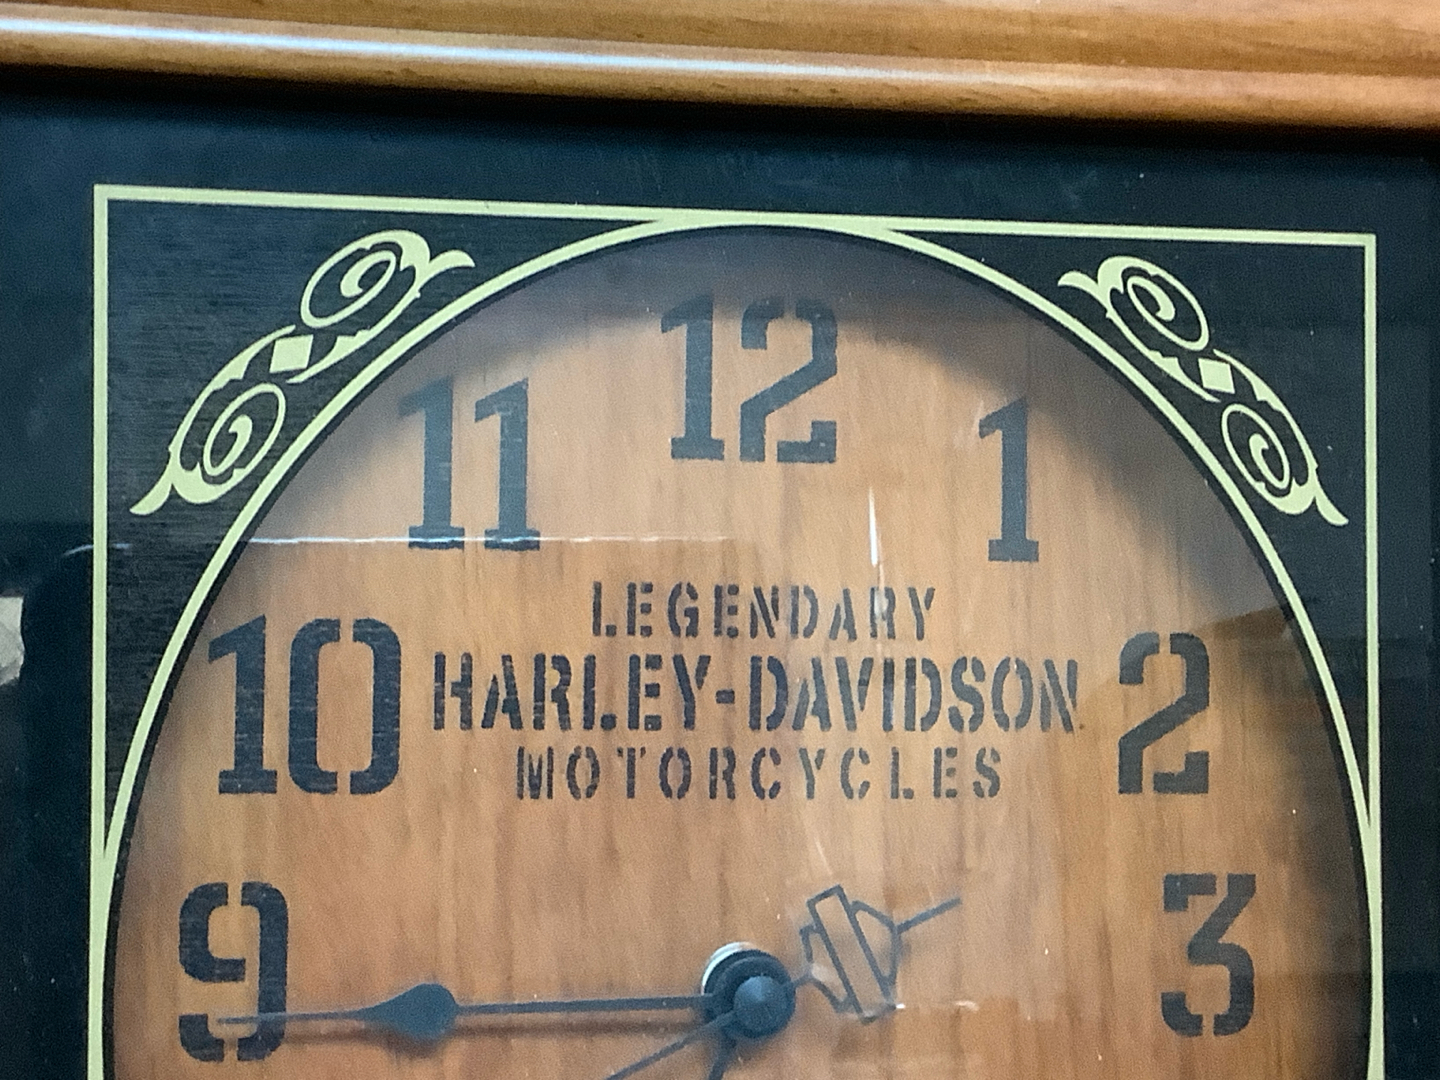 12
11
1
LEGENDARY
10
HARLEY-DAVIDSON
2
MOTORCYCLES
9
3